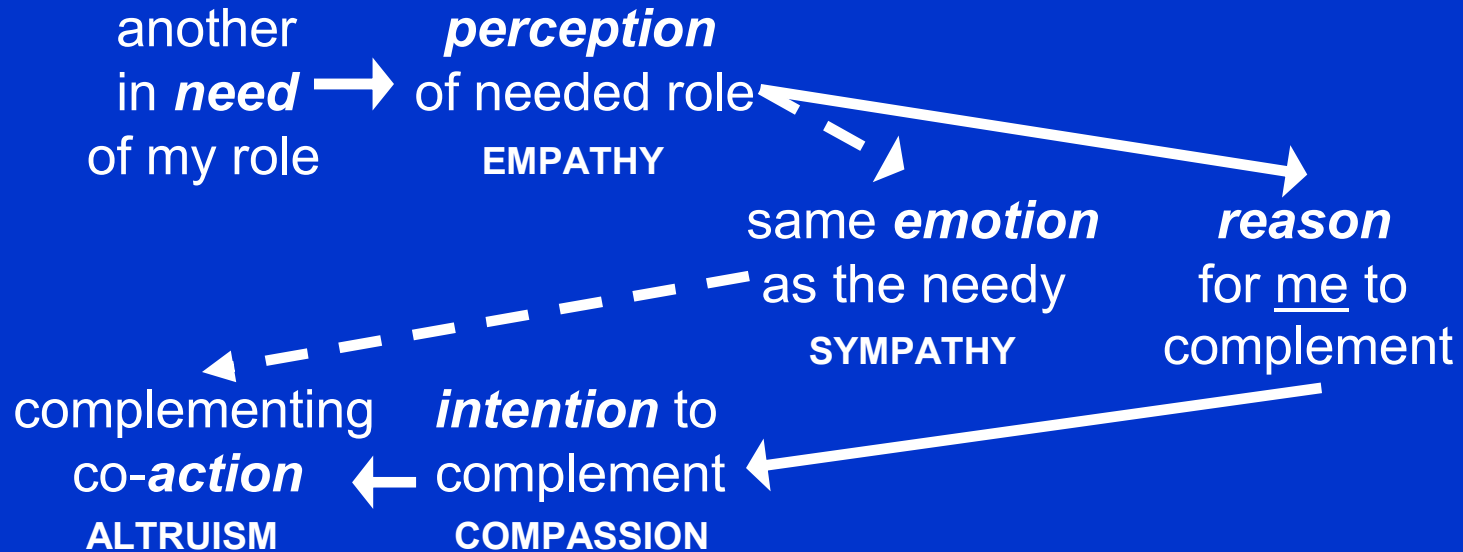 another
in need
of my role
perception
of needed role
EMPATHY
same emotion
as the needy
SYMPATHY
reason
for me to
complement
complementing
co-action
ALTRUISM
intention to
complement
COMPASSION